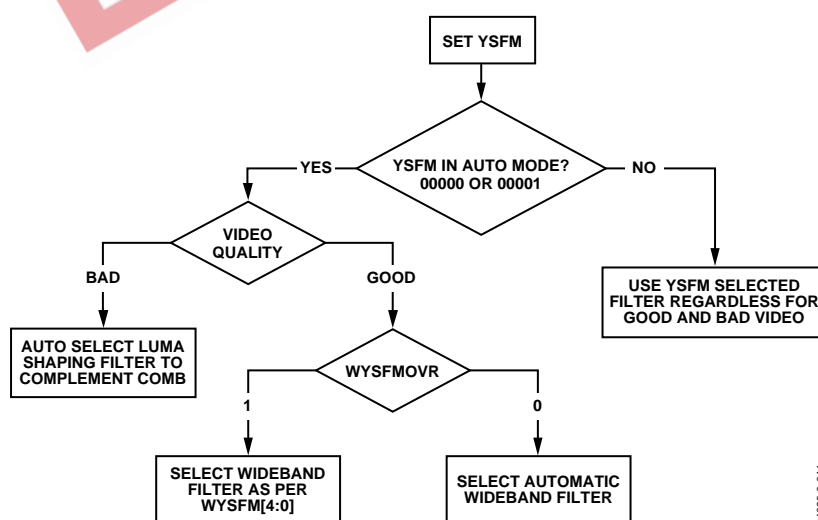 SET YSFM
YSFM IN AUTO MODE?
00000 OR 00001
YES
NO
VIDEO
QUALITY
BAD
GOOD
USE YSFM SELECTED
FILTER REGARDLESS FOR
GOOD AND BAD VIDEO
AUTO SELECT LUMA
SHAPING FILTER TO
COMPLEMENT COMB
WYSFMOVR
1
0
SELECT WIDEBAND
FILTER AS PER
WYSFM[4:0]
SELECT AUTOMATIC
WIDEBAND FILTER